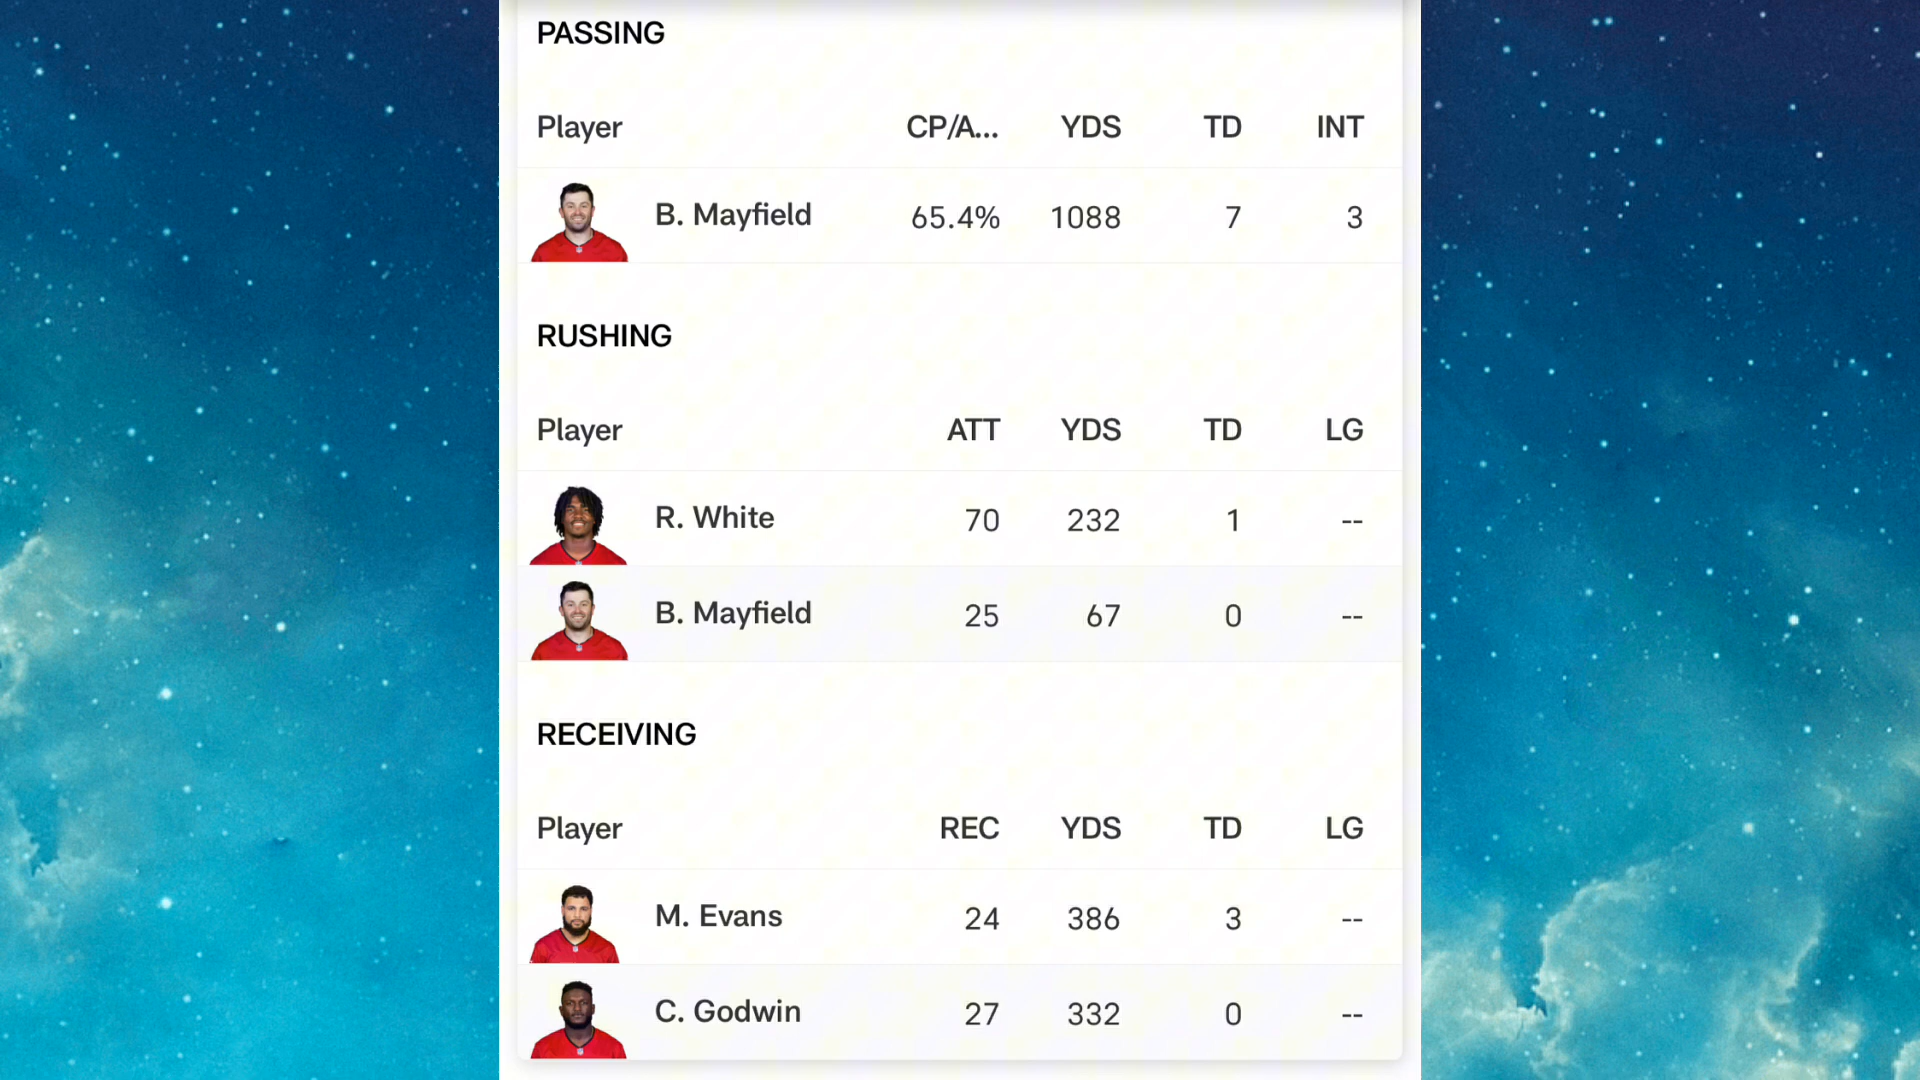 PASSING
Player CP/A... YDS TD INT
B. Mayfield 65.4% 1088 7 3
RUSHING
Player ATT YDS TD LG
R. White 70 232 1 --
B. Mayfield 25 67 0 --
RECEIVING
Player REC YDS TD LG
M. Evans 24 386 3 --
C. Godwin 27 332 0 --